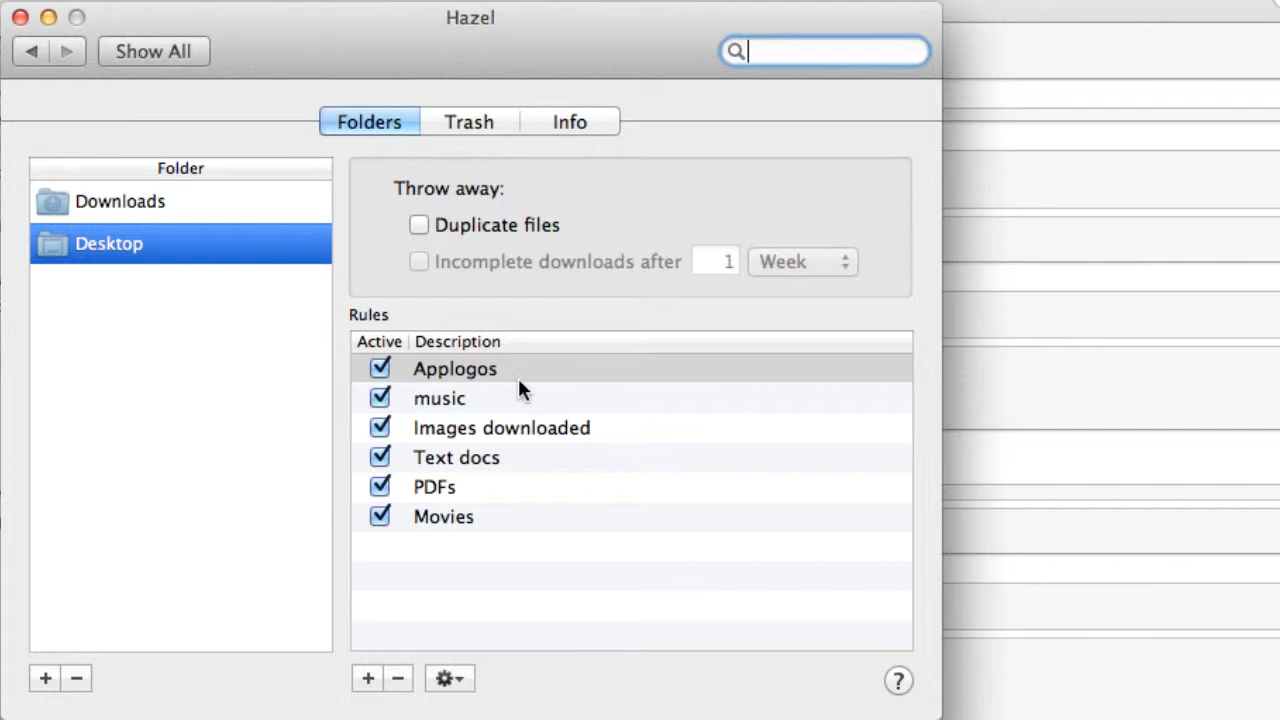 Hazel
Show All
Folders Trash Info
Folder
Downloads
Desktop
Throw away:
Duplicate files
Incomplete downloads after 1 Week
Rules
Active Description
Applogos
music
Images downloaded
Text docs
PDFs
Movies
+ − + − ?